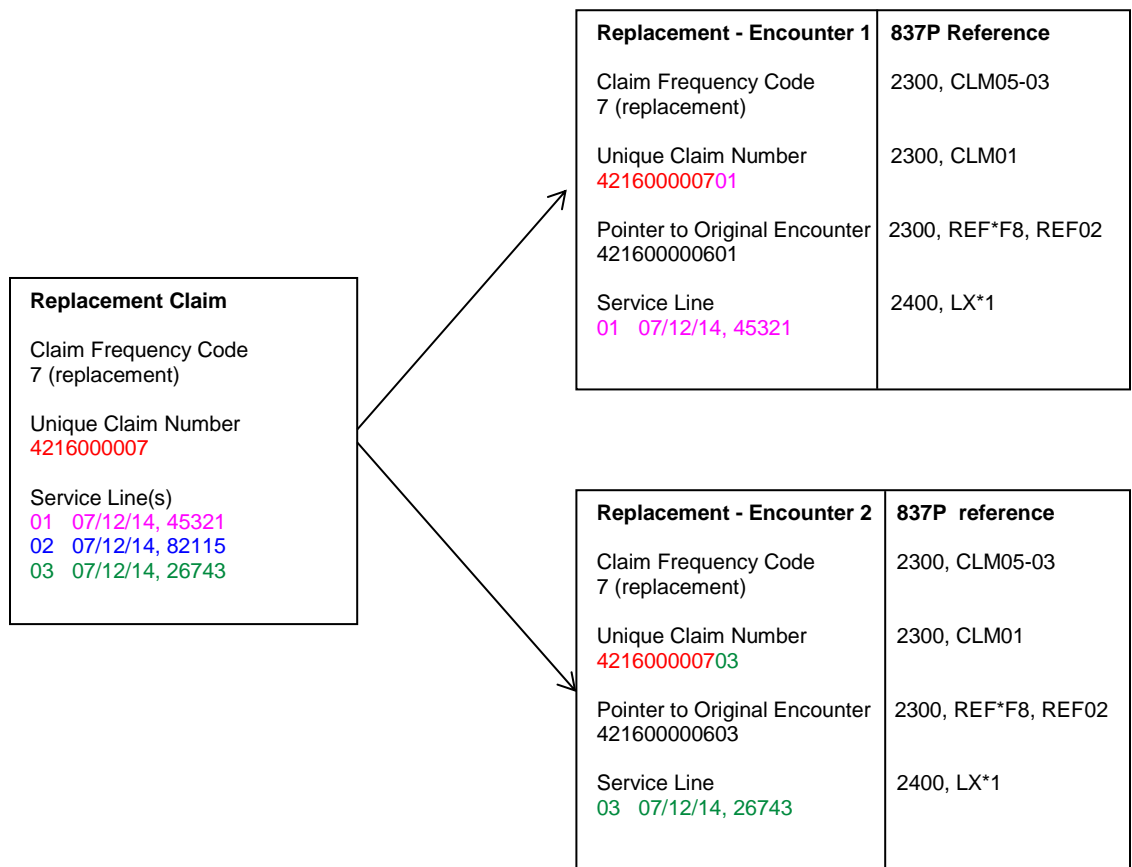 Replacement Claim
Claim Frequency Code
7 (replacement)
Unique Claim Number
4216000007
Service Line(s)
01 07/12/14, 45321
02 07/12/14, 82115
03 07/12/14, 26743
Replacement - Encounter 1 837P Reference
Claim Frequency Code 2300, CLM05-03
7 (replacement)
Unique Claim Number 2300, CLM01
421600000701
Pointer to Original Encounter 2300, REF*F8, REF02
421600000601
Service Line 2400, LX*1
01 07/12/14, 45321
Replacement - Encounter 2 837P reference
Claim Frequency Code 2300, CLM05-03
7 (replacement)
Unique Claim Number 2300, CLM01
421600000703
Pointer to Original Encounter 2300, REF*F8, REF02
421600000603
Service Line 2400, LX*1
03 07/12/14, 26743